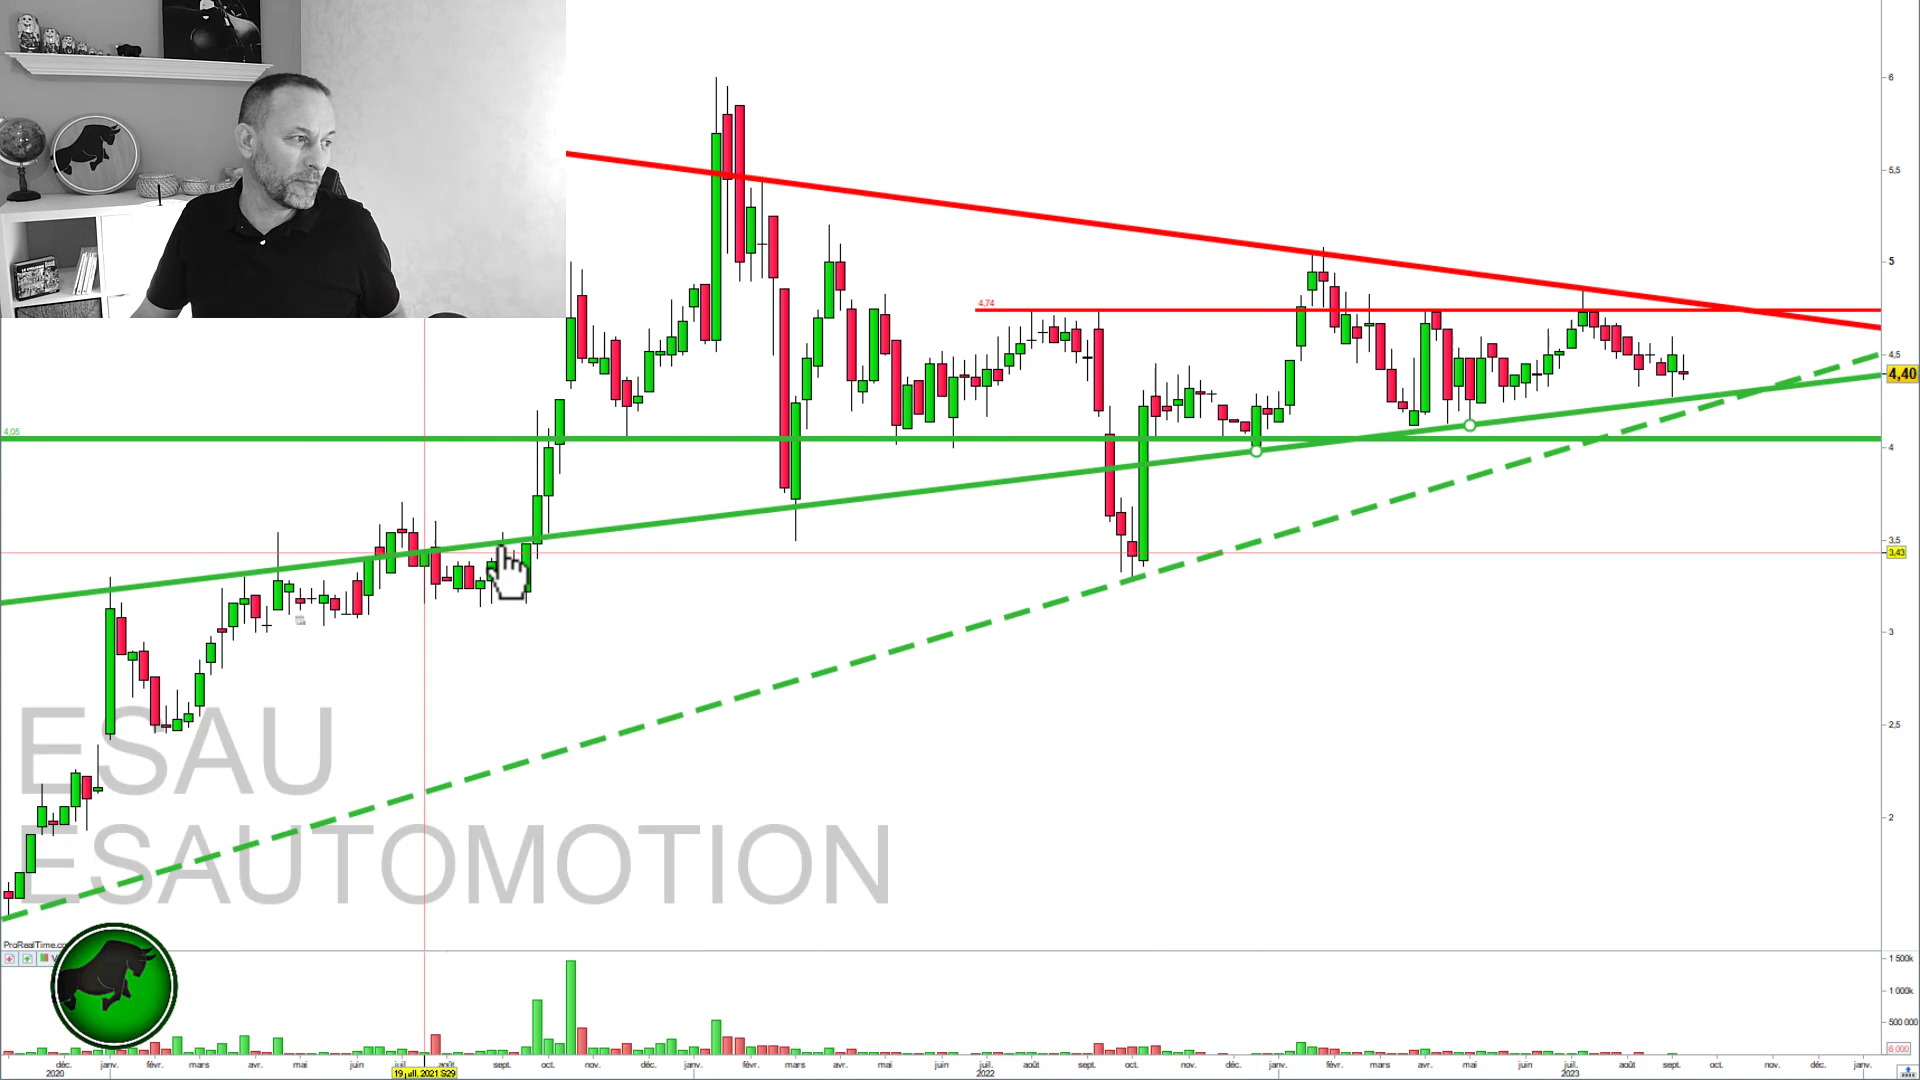 6
5,5
5
4.74
4,5
4,40
4.05
4
3,5
3,43
3
2,5
2
ESAU
ESAUTOMOTION
ProRealTime.co
1 500k
1 000k
500 000
6 000
déc. janv. févr. mars avr. mai juin juil. août sept. oct. nov. déc. janv. mars avr. mai juin juil. août sept. oct. nov. déc. janv. mars avr. mai juin juil. août sept. oct. nov. déc. janv.
2020 19 juil. 2021 S29 2022 2023